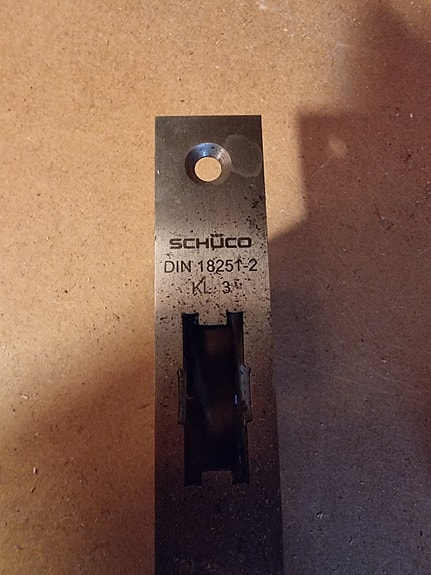 SCHÜCO
DIN 18251-2
KL. 3